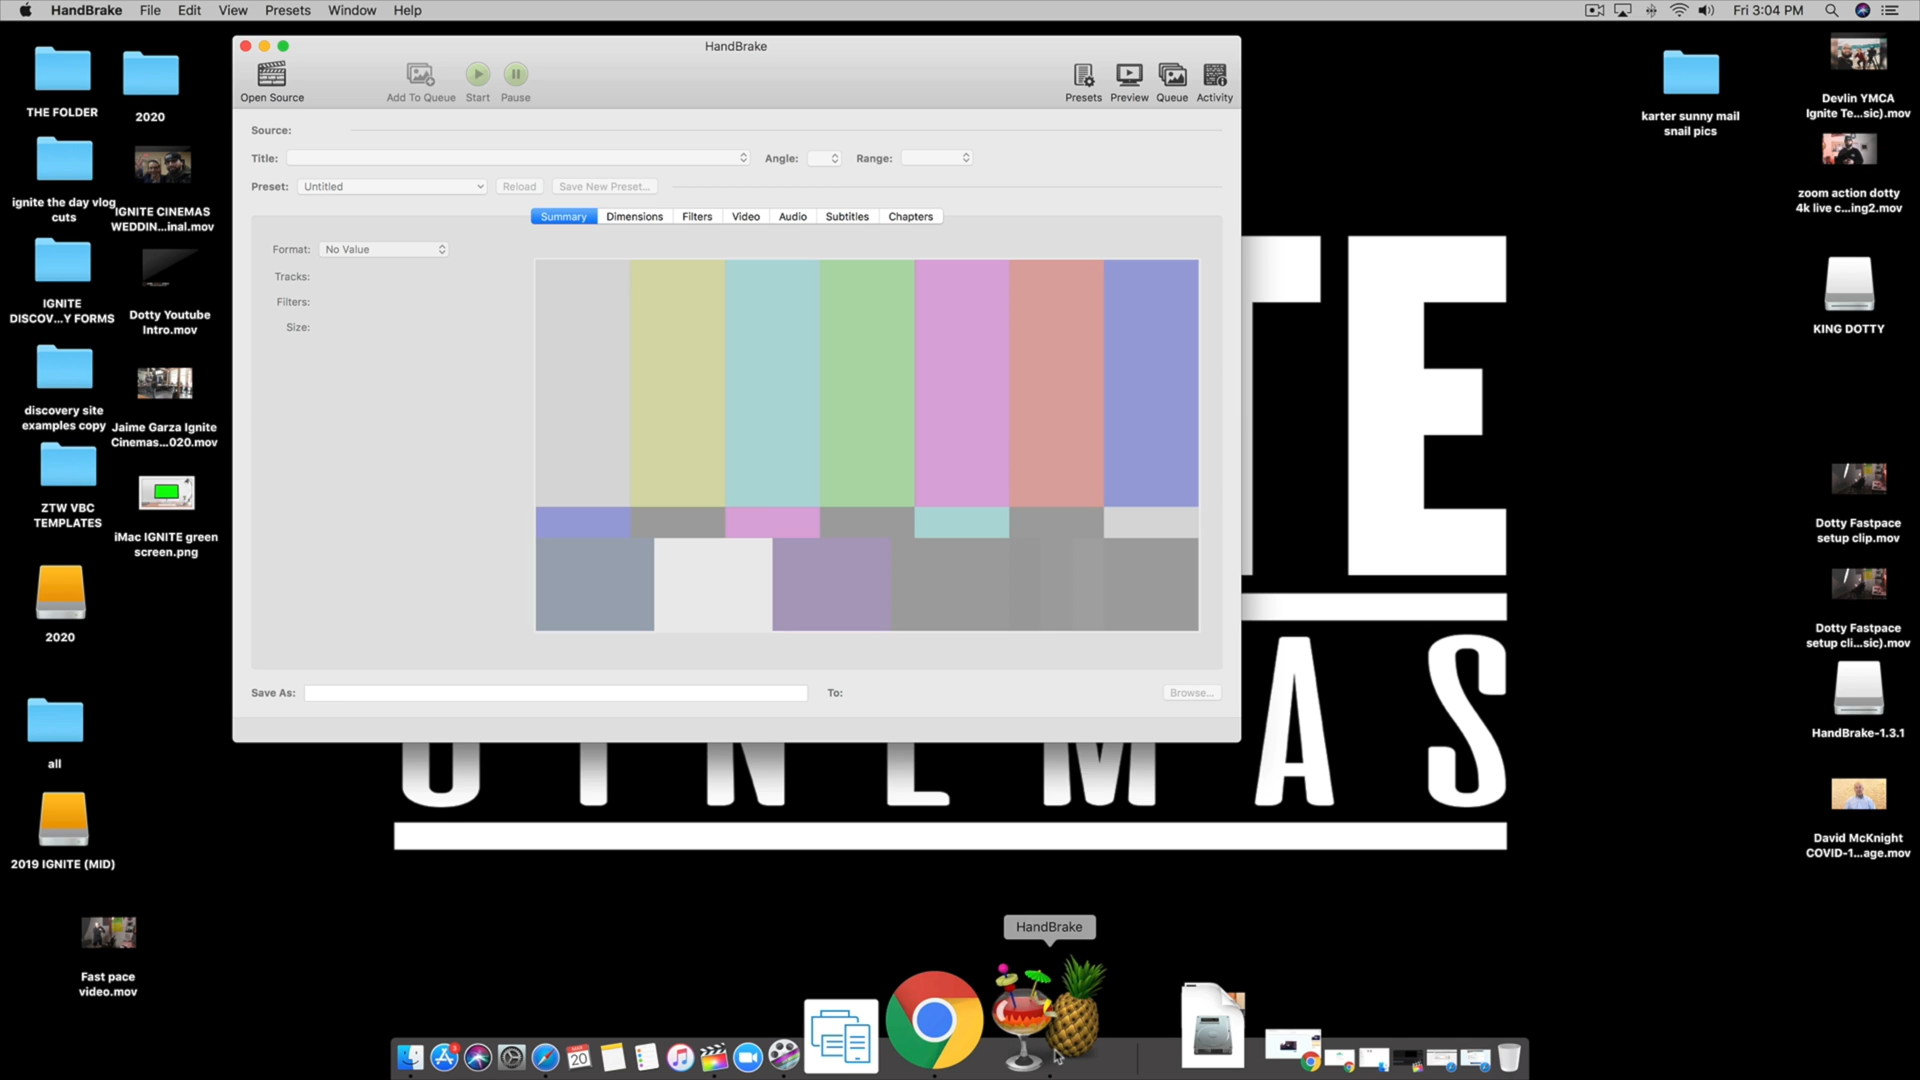 HandBrake File Edit View Presets Window Help
Fri 3:04 PM
HandBrake
Open Source
Add To Queue
Start
Pause
Presets
Preview
Queue
Activity
Source:
Title:
Angle:
Range:
Preset:
Untitled
Reload
Save New Preset...
Summary
Dimensions
Filters
Video
Audio
Subtitles
Chapters
Format:
No Value
Tracks:
Filters:
Size:
Save As:
To:
Browse...
THE FOLDER
2020
ignite the day vlog
cuts
IGNITE CINEMAS
WEDDIN...inal.mov
IGNITE
DISCOV...Y FORMS
Dotty Youtube
Intro.mov
discovery site
examples copy
Jaime Garza Ignite
Cinemas...020.mov
ZTW VBC
TEMPLATES
iMac IGNITE green
screen.png
2020
all
2019 IGNITE (MID)
Fast pace
video.mov
karter sunny mail
snail pics
Devlin YMCA
Ignite Te...sic).mov
zoom action dotty
4k live c...ing2.mov
KING DOTTY
Dotty Fastpace
setup clip.mov
Dotty Fastpace
setup cli...sic).mov
HandBrake-1.3.1
David McKnight
COVID-1...age.mov
TE
CINEMAS
HandBrake
MAR
20